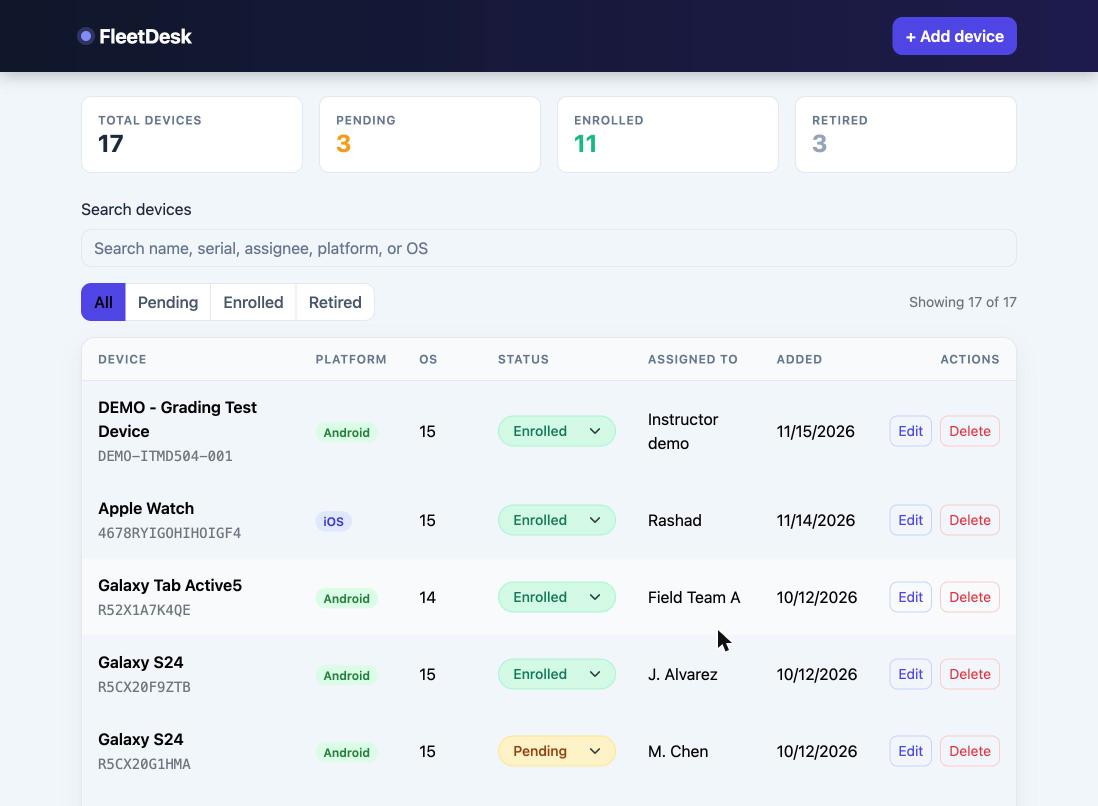 FleetDesk
+ Add device
TOTAL DEVICES
17
PENDING
3
ENROLLED
11
RETIRED
3
Search devices
Search name, serial, assignee, platform, or OS
All
Pending
Enrolled
Retired
Showing 17 of 17
DEVICE PLATFORM OS STATUS ASSIGNED TO ADDED ACTIONS
DEMO - Grading Test
Device
DEMO-ITMD504-001
Android
15
Enrolled
Instructor
demo
11/15/2026
Edit
Delete
Apple Watch
4678RYIGOHIHOIGF4
iOS
15
Enrolled
Rashad
11/14/2026
Edit
Delete
Galaxy Tab Active5
R52X1A7K4QE
Android
14
Enrolled
Field Team A
10/12/2026
Edit
Delete
Galaxy S24
R5CX20F9ZTB
Android
15
Enrolled
J. Alvarez
10/12/2026
Edit
Delete
Galaxy S24
R5CX20G1HMA
Android
15
Pending
M. Chen
10/12/2026
Edit
Delete